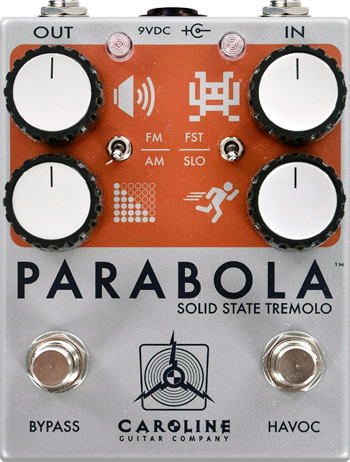 OUT 9VDC IN
FM FST
AM SLO
PARABOLA™
SOLID STATE TREMOLO
BYPASS HAVOC
CAROLINE
GUITAR COMPANY